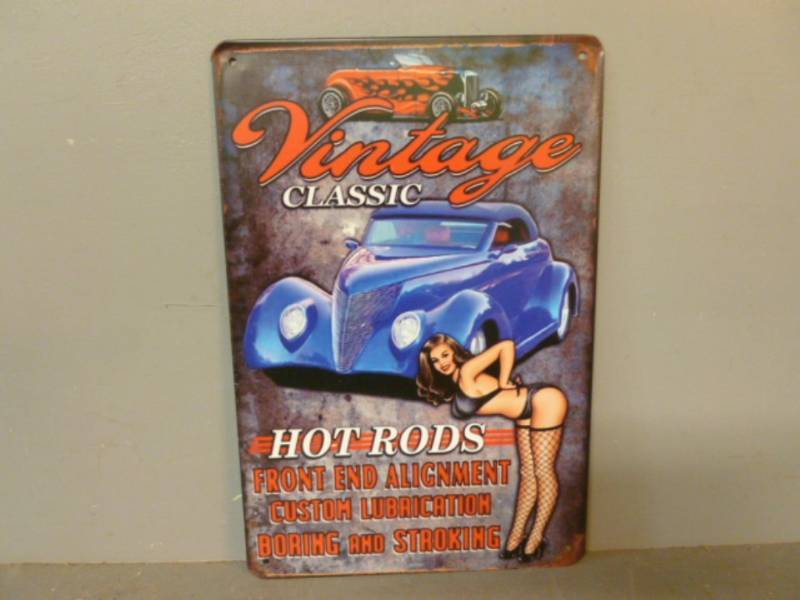 Vintage
CLASSIC
HOT RODS
FRONT END ALIGNMENT
CUSTOM LUBRICATION
BORING AND STROKING